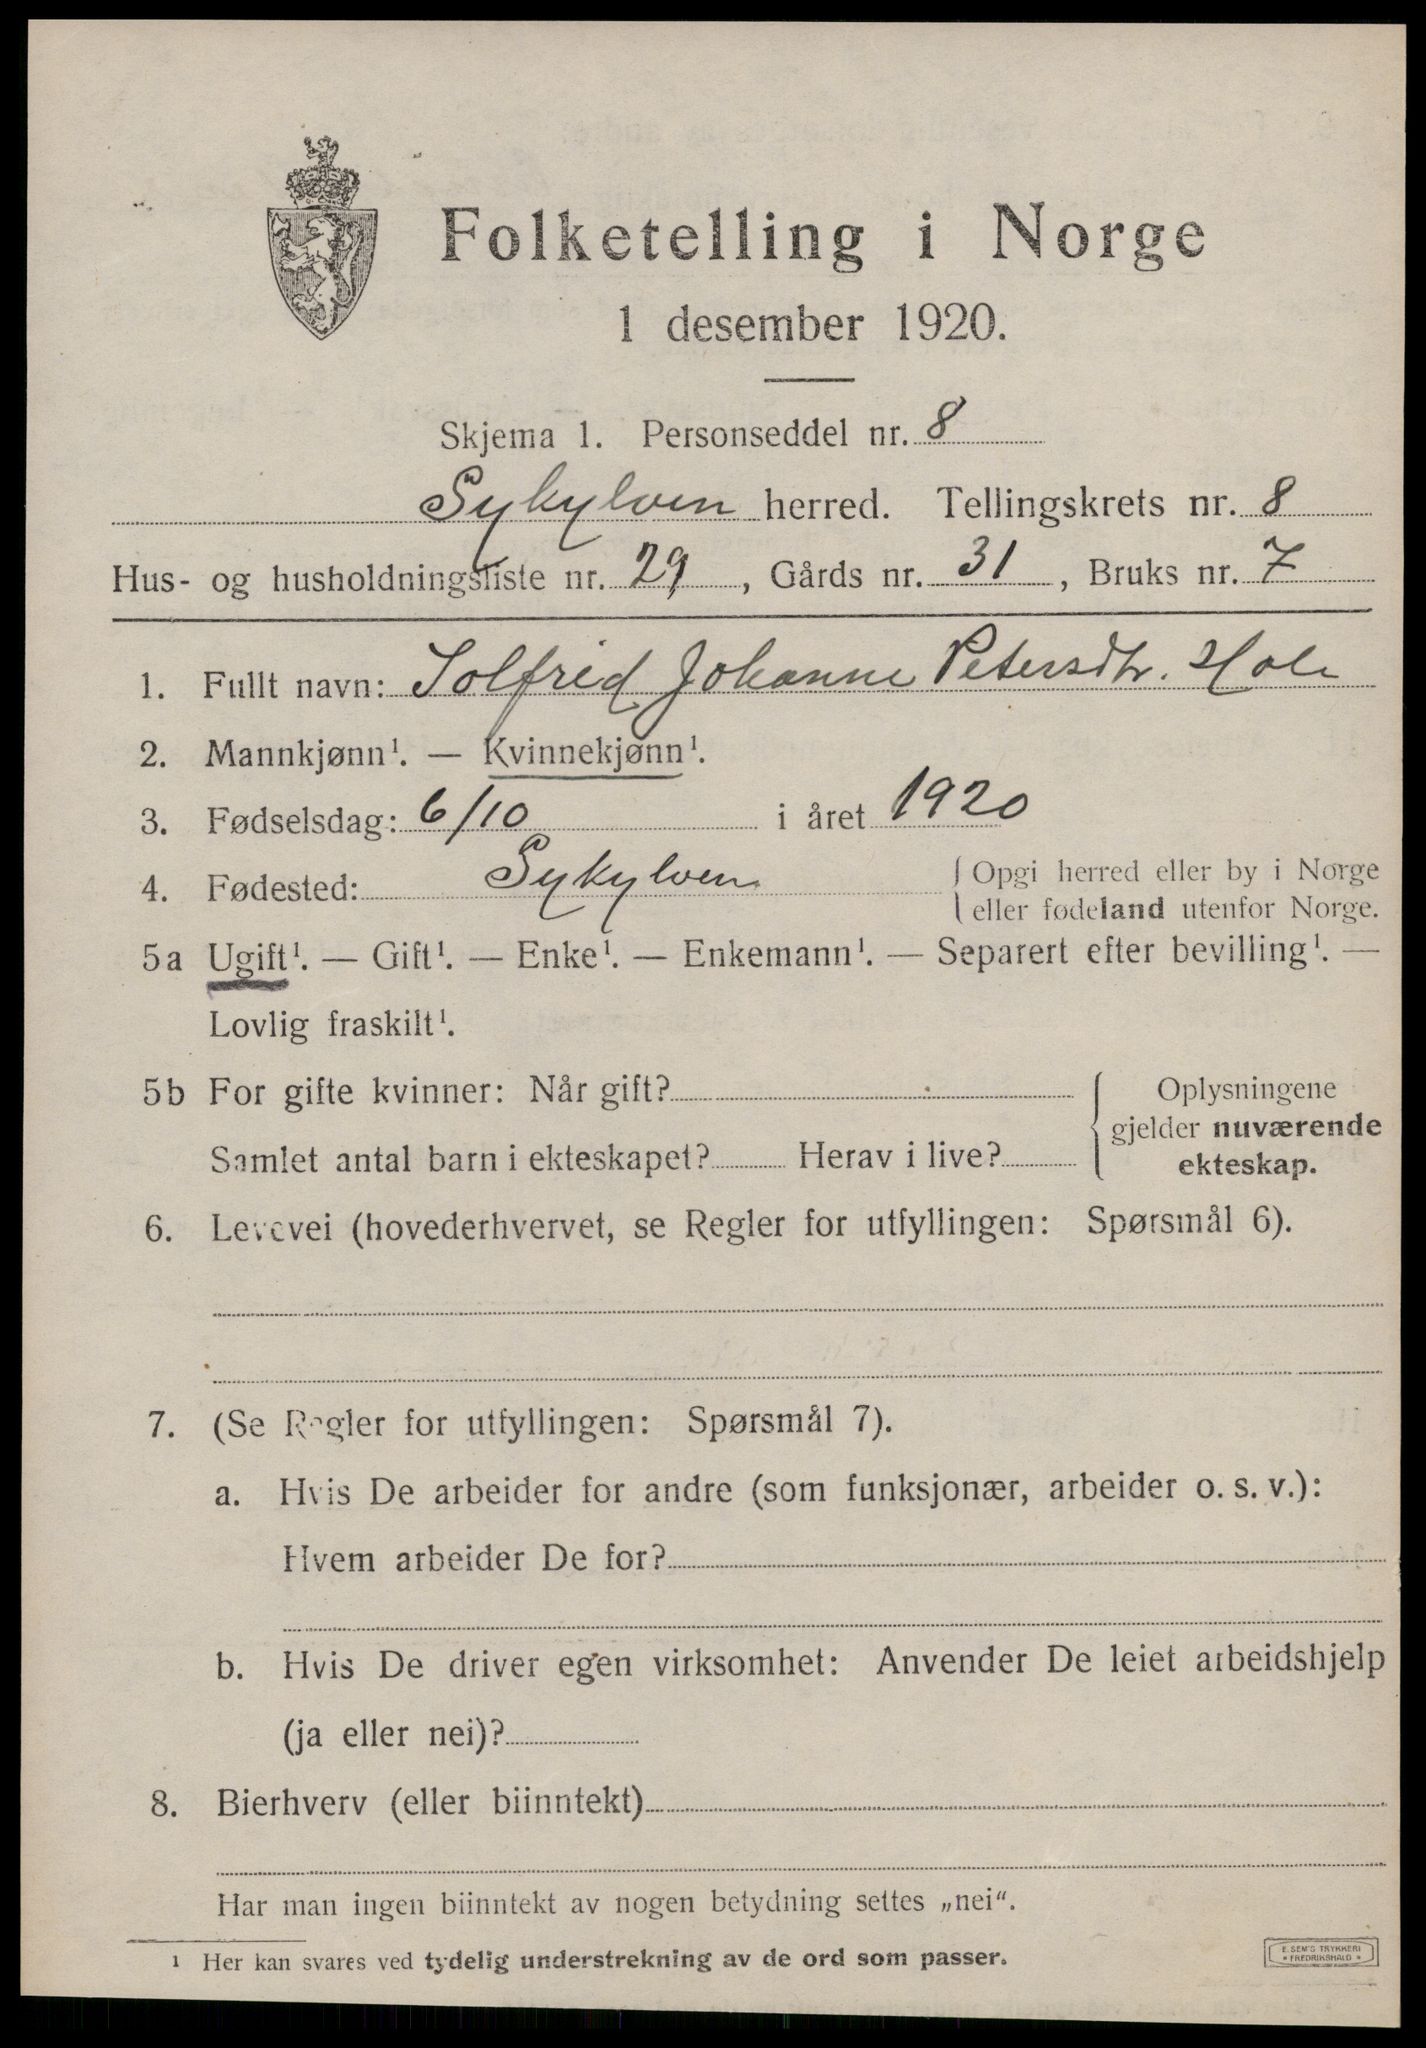 Folketelling i Norge
1 desember 1920.
Skjema 1. Personseddel nr. 8
Sykylven herred. Tellingskrets nr. 8
Hus- og husholdningsliste nr. 29, Gårds nr. 31, Bruks nr. 7
1. Fullt navn: Solfrid Johanne Petersdtr. Hole
2. Mannkjønn¹. — Kvinnekjønn¹.
3. Fødselsdag: 6/10 i året 1920
4. Fødested: Sykylven { Opgi herred eller by i Norge
eller fødeland utenfor Norge.
5a Ugift¹. — Gift¹. — Enke¹. — Enkemann¹. — Separert efter bevilling¹. —
Lovlig fraskilt¹.
5b For gifte kvinner: Når gift?
Samlet antal barn i ekteskapet? Herav i live?
{ Oplysningene
gjelder nuværende
ekteskap.
6. Levevei (hovederhvervet, se Regler for utfyllingen: Spørsmål 6).
7. (Se Regler for utfyllingen: Spørsmål 7).
a. Hvis De arbeider for andre (som funksjonær, arbeider o. s. v.):
Hvem arbeider De for?
b. Hvis De driver egen virksomhet: Anvender De leiet arbeidshjelp
(ja eller nei)?
8. Bierhverv (eller biinntekt)
Har man ingen biinntekt av nogen betydning settes „nei“.
¹ Her kan svares ved tydelig understrekning av de ord som passer.
E. SEM'S TRYKKERI
* FREDRIKSHALD *